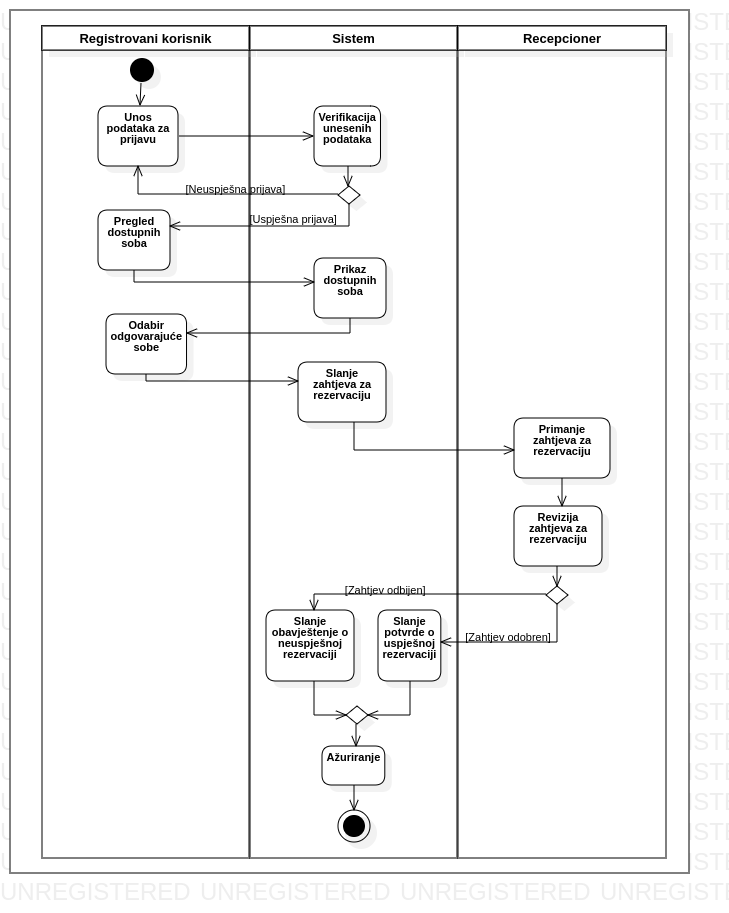 Registrovani korisnik
Sistem
Recepcioner
Unos
podataka za
prijavu
Verifikacija
unesenih
podataka
[Neuspješna prijava]
[Uspješna prijava]
Pregled
dostupnih
soba
Prikaz
dostupnih
soba
Odabir
odgovarajuće
sobe
Slanje
zahtjeva za
rezervaciju
Primanje
zahtjeva za
rezervaciju
Revizija
zahtjeva za
rezervaciju
[Zahtjev odbijen]
[Zahtjev odobren]
Slanje
obavještenje o
neuspješnoj
rezervaciji
Slanje
potvrde o
uspješnoj
rezervaciji
Ažuriranje
UNREGISTERED UNREGISTERED UNREGISTERED UNREGISTE